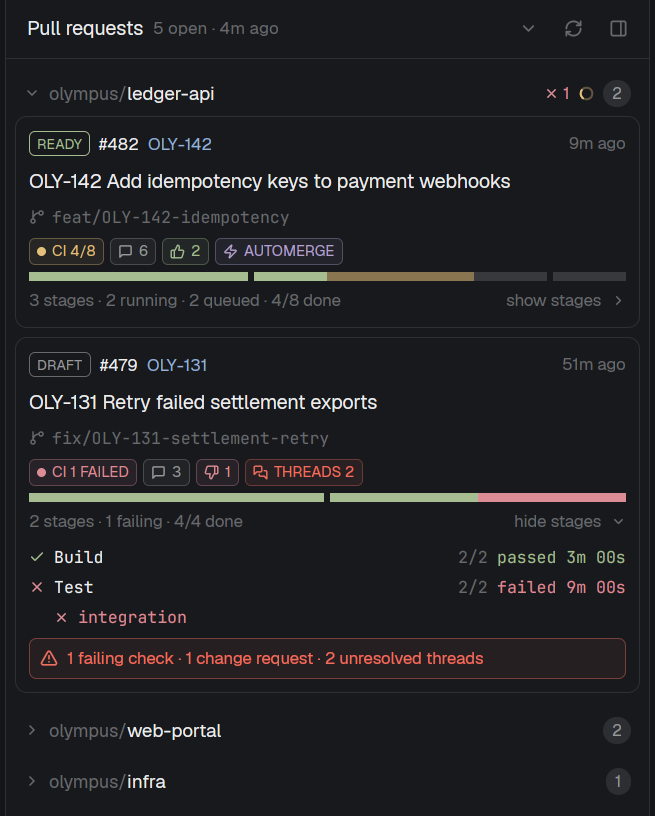 Pull requests 5 open · 4m ago
olympus/ledger-api × 1 2
READY #482 OLY-142 9m ago
OLY-142 Add idempotency keys to payment webhooks
feat/OLY-142-idempotency
CI 4/8 6 2 AUTOMERGE
3 stages · 2 running · 2 queued · 4/8 done show stages
DRAFT #479 OLY-131 51m ago
OLY-131 Retry failed settlement exports
fix/OLY-131-settlement-retry
CI 1 FAILED 3 1 THREADS 2
2 stages · 1 failing · 4/4 done hide stages
Build 2/2 passed 3m 00s
Test 2/2 failed 9m 00s
integration
1 failing check · 1 change request · 2 unresolved threads
olympus/web-portal 2
olympus/infra 1